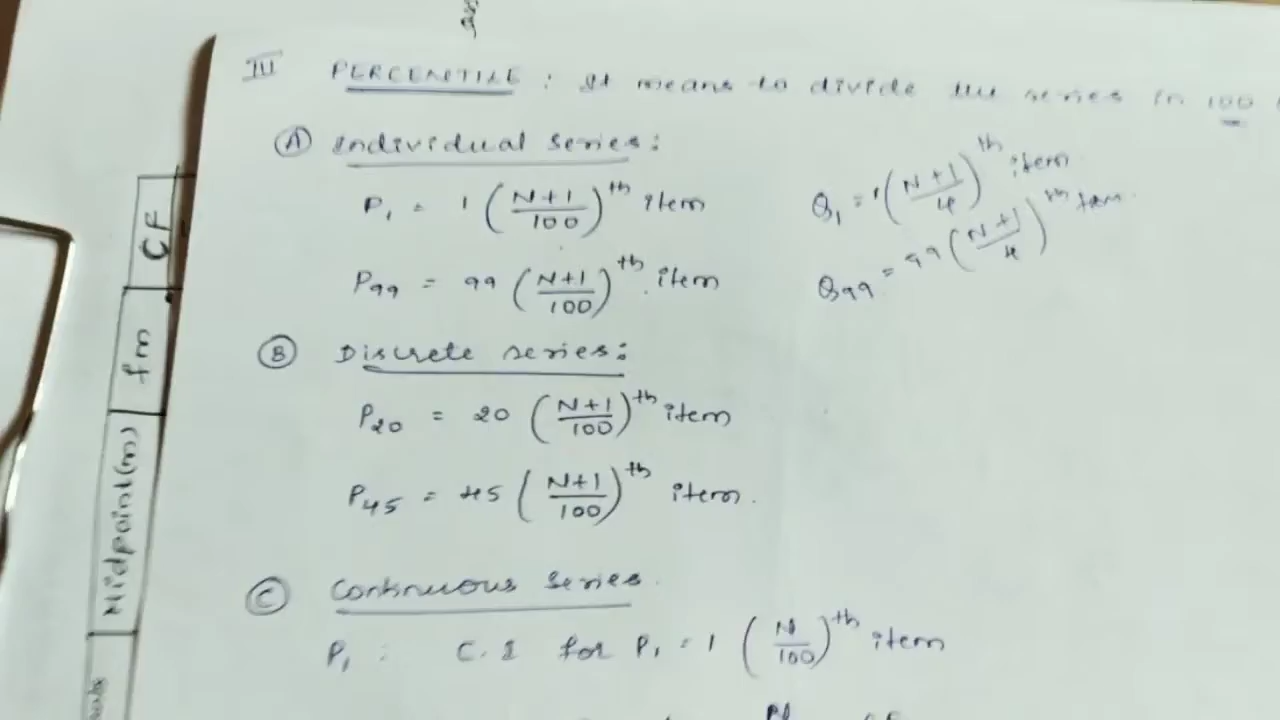 III PERCENTILE : It means to divide the series in 100
(A) Individual series:
P₁ = 1 (N+1/100)th item
P₉₉ = 99 (N+1/100)th item
Q₁ = 1 (N+1/4)th item
Q₉₉ = 99 (N+1/4)th item
(B) Discrete series:
P₂₀ = 20 (N+1/100)th item
P₄₅ = 45 (N+1/100)th item.
(C) Continuous series.
P₁ : C.I for P₁ = 1 (N/100)th item
CF
fm
Midpoint(m)